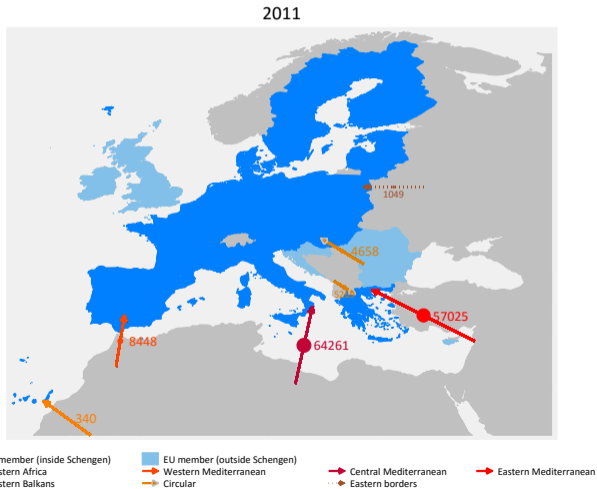 2011
1049
4658
57025
8448
64261
340
member (inside Schengen) EU member (outside Schengen)
stern Africa Western Mediterranean Central Mediterranean Eastern Mediterranean
stern Balkans Circular Eastern borders